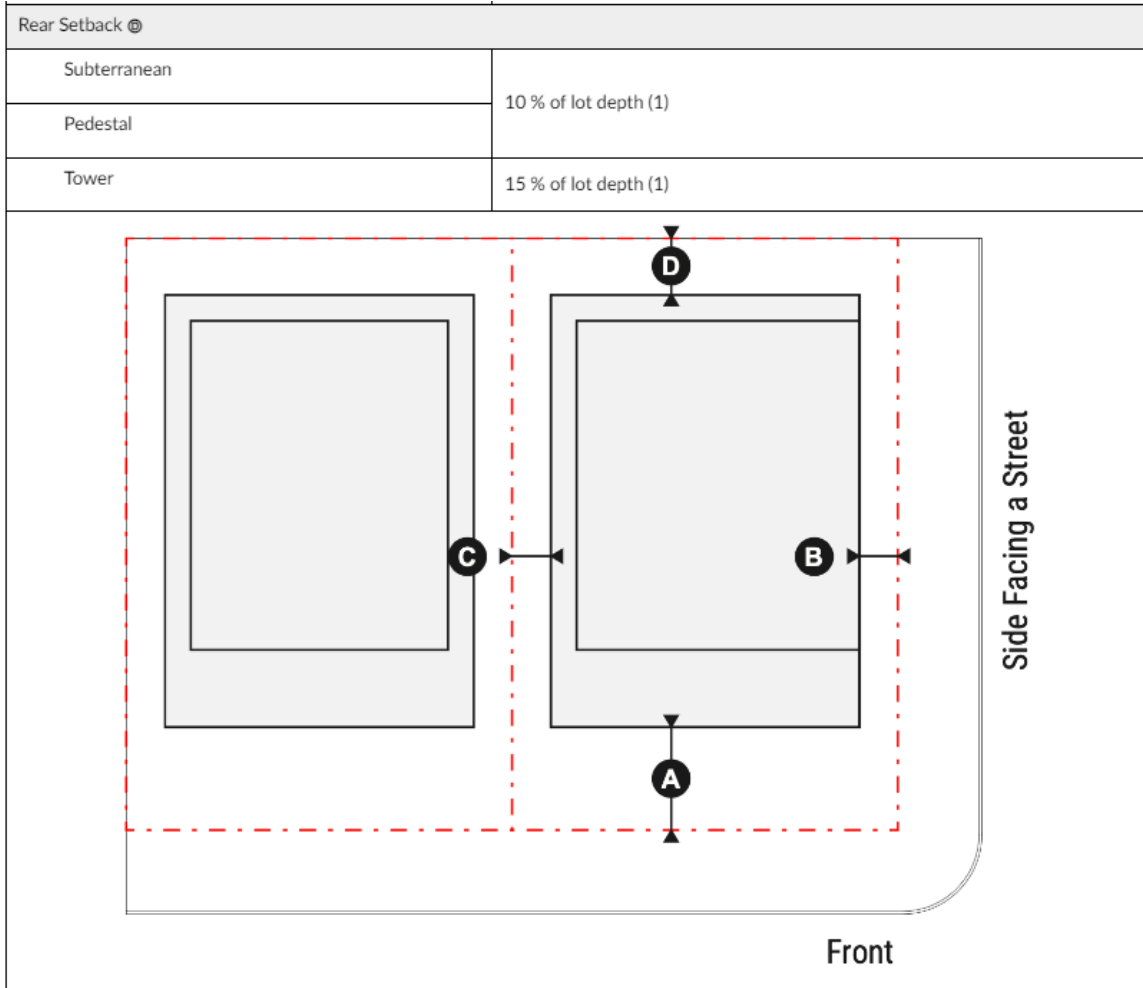 Rear Setback Ⓓ
Subterranean
10 % of lot depth (1)
Pedestal
Tower
15 % of lot depth (1)
D
C
B
Side Facing a Street
A
Front